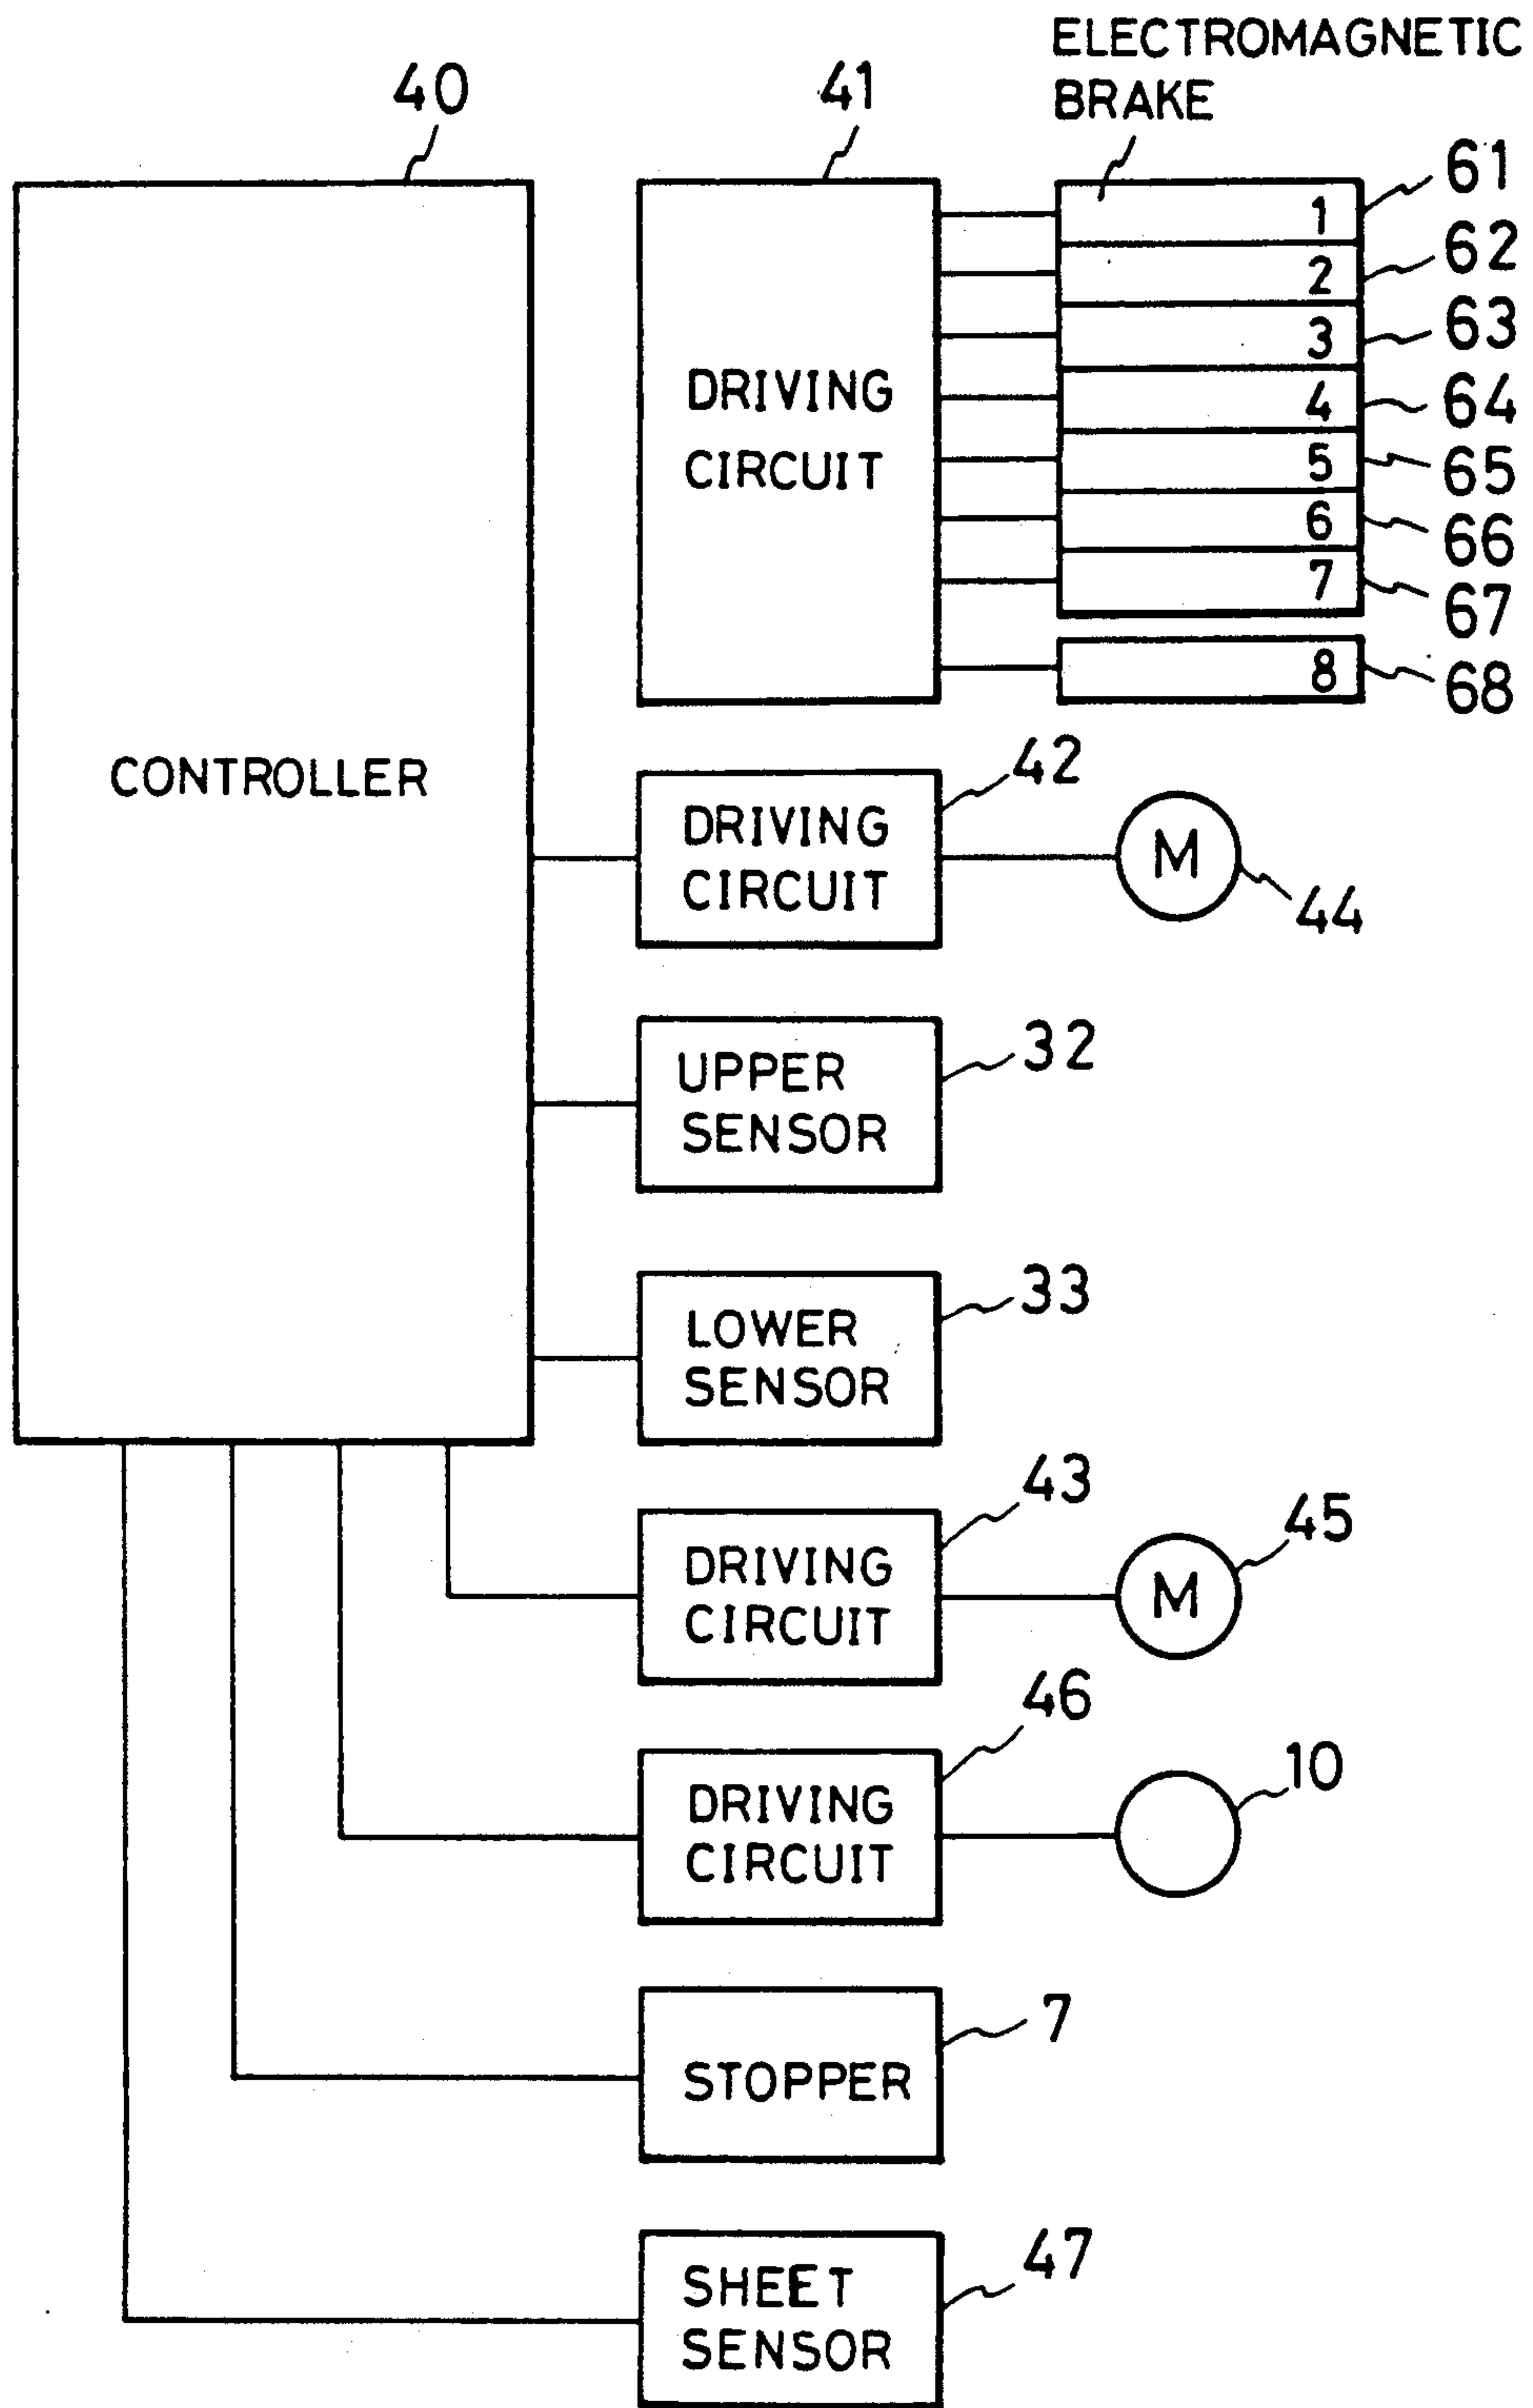 ELECTROMAGNETIC
BRAKE
40
41
61
1
62
2
63
3
64
4
65
5
66
6
67
7
68
8
DRIVING
CIRCUIT
CONTROLLER
42
DRIVING
CIRCUIT
M
44
32
UPPER
SENSOR
33
LOWER
SENSOR
43
DRIVING
CIRCUIT
M
45
46
DRIVING
CIRCUIT
10
7
STOPPER
47
SHEET
SENSOR